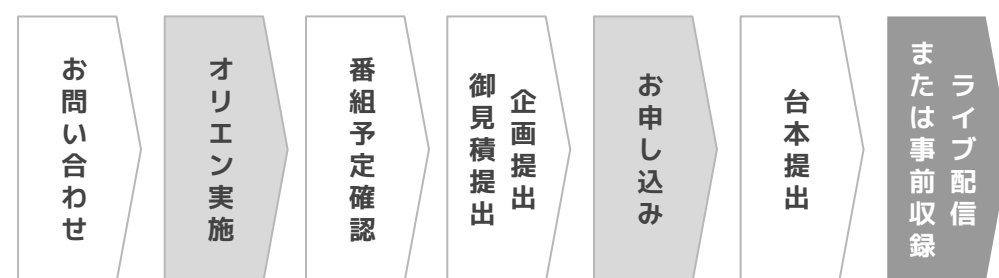 お問い合わせ
オリエン実施
番組予定確認
企画提出
御見積提出
お申し込み
台本提出
ライブ配信
または事前収録